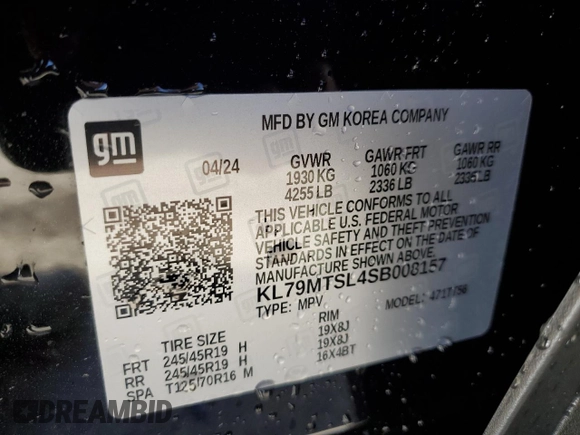 gm
MFD BY GM KOREA COMPANY
04/24
GVWR
1930 KG
4255 LB
GAWR FRT
1060 KG
2336 LB
GAWR RR
1060 KG
2336 LB
THIS VEHICLE CONFORMS TO ALL
APPLICABLE U.S. FEDERAL MOTOR
VEHICLE SAFETY AND THEFT PREVENTION
STANDARDS IN EFFECT ON THE DATE OF
MANUFACTURE SHOWN ABOVE.
KL79MTSL4SB008157
TYPE: MPV
MODEL:
TIRE SIZE
RIM
FRT 245/45R19 H 19X8J
RR 245/45R19 H 19X8J
SPA T125/70R16 M 16X4BT
DREAMBID